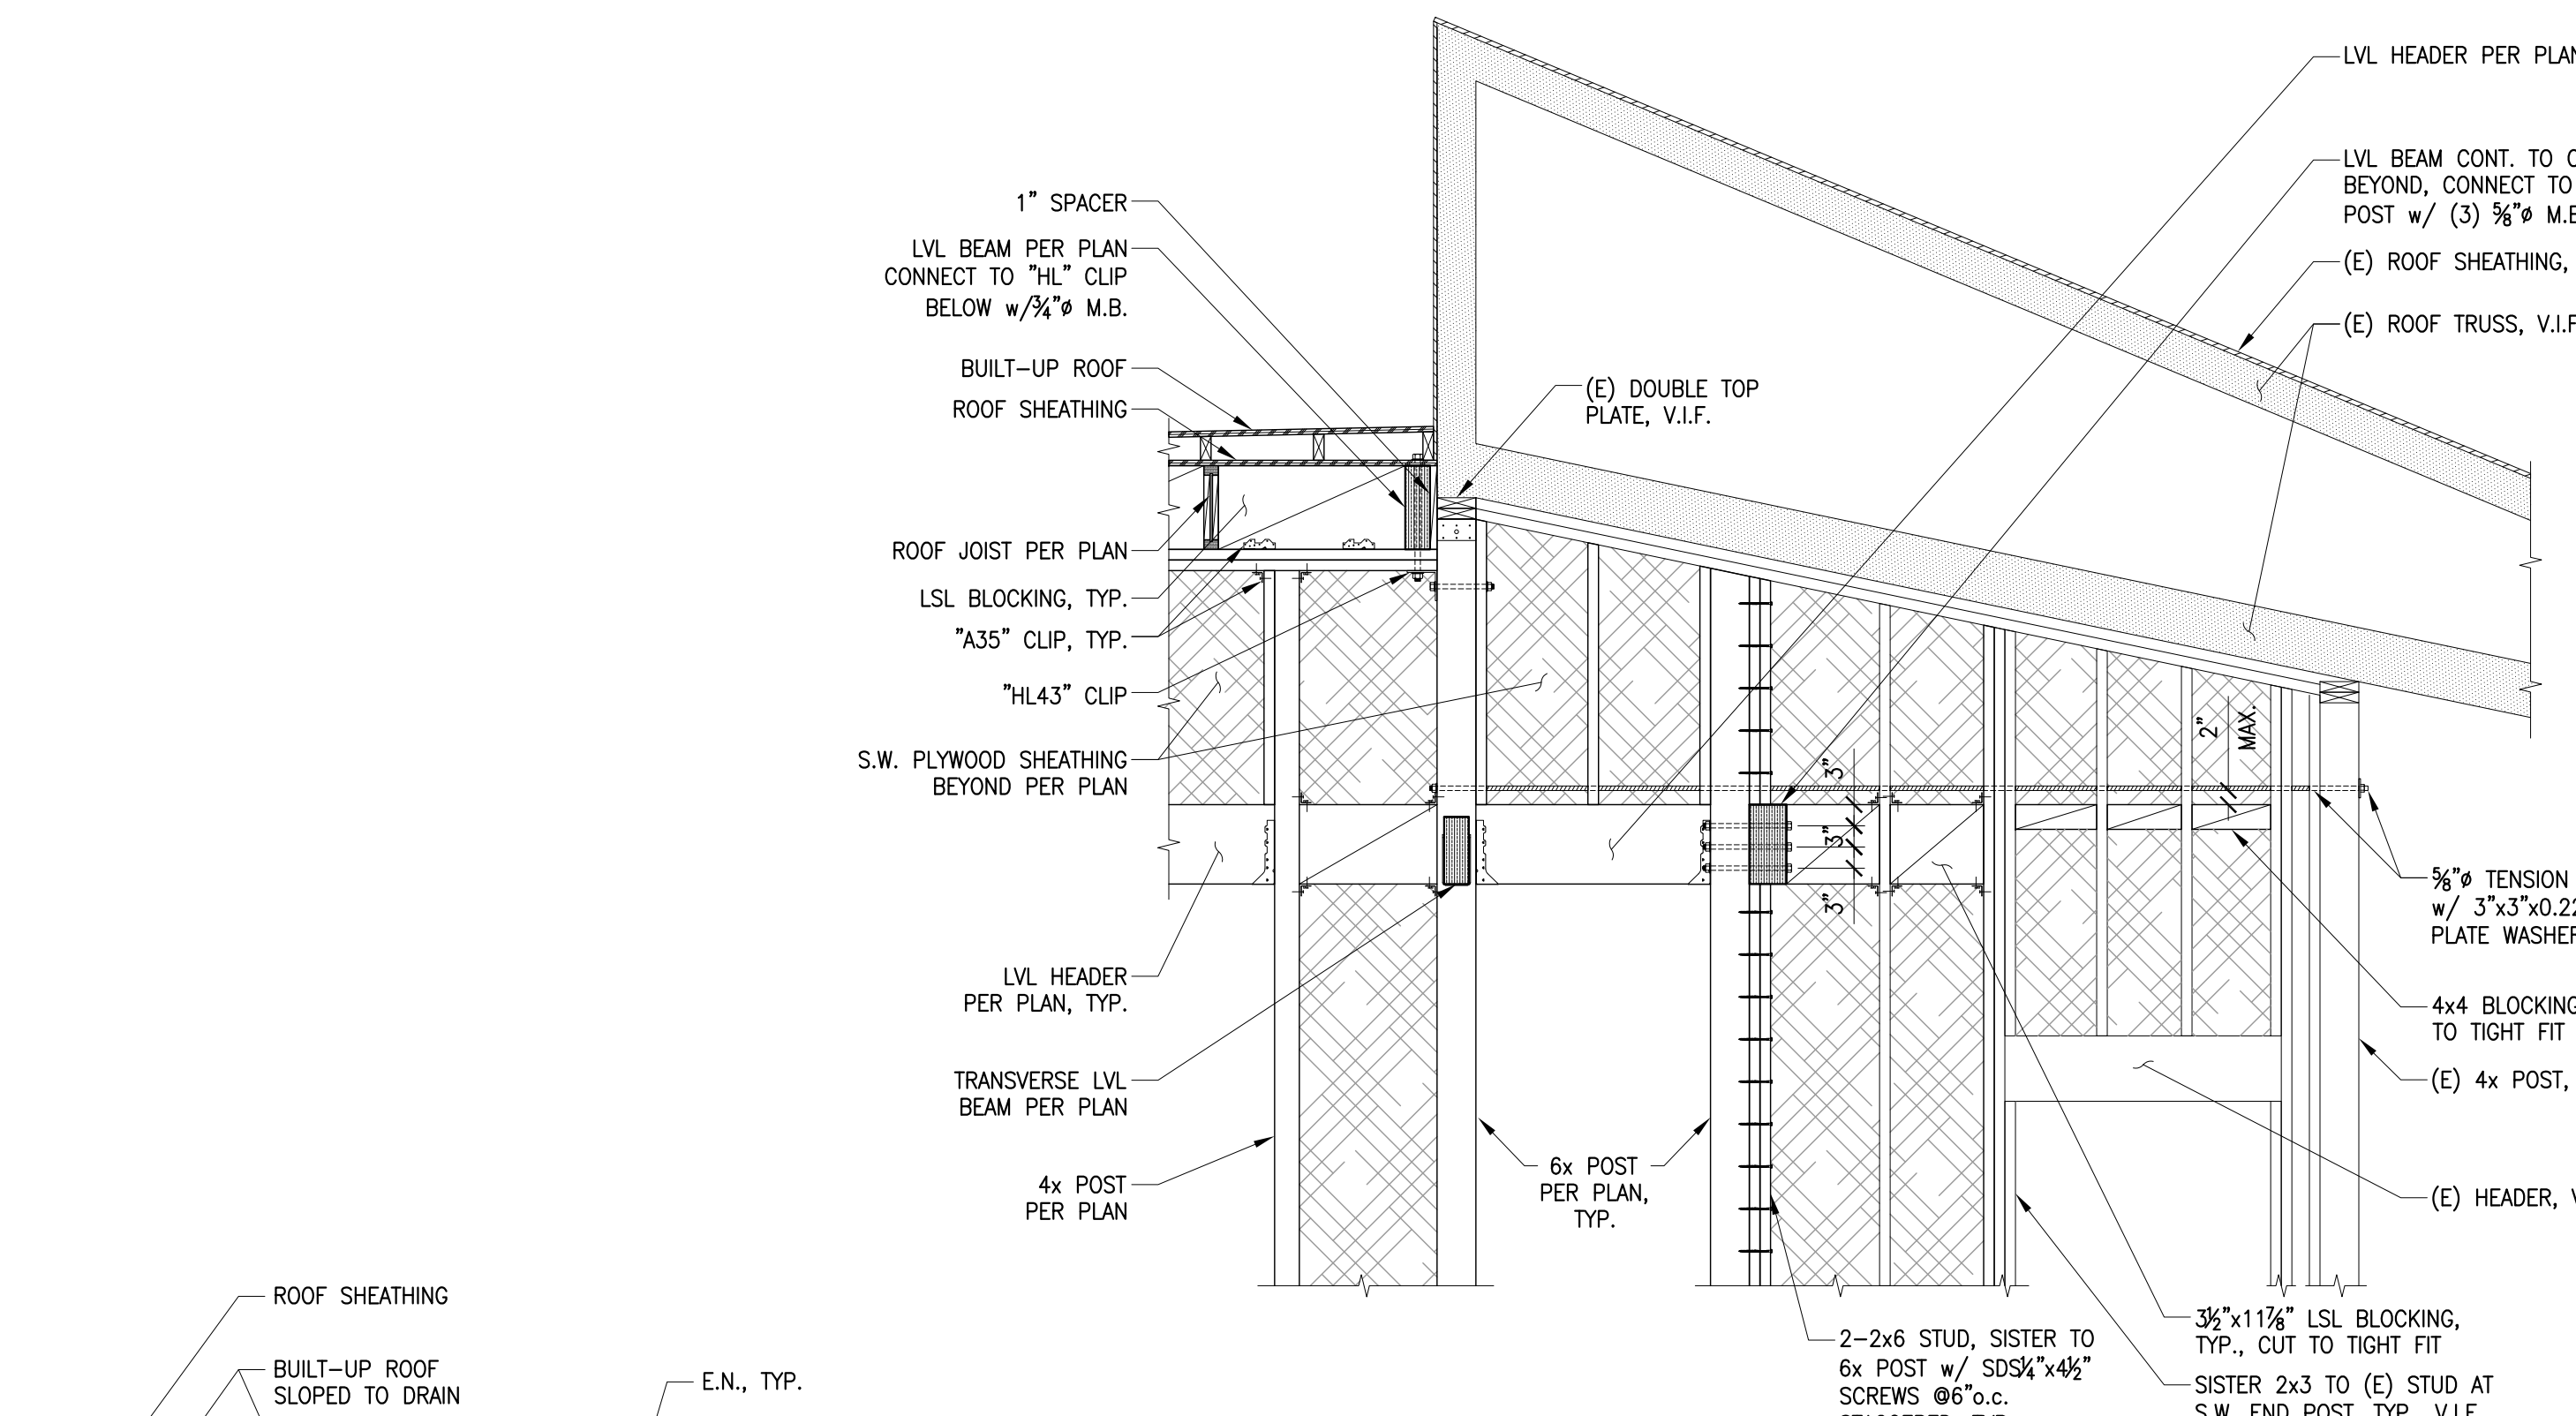 1" SPACER
LVL BEAM PER PLAN
CONNECT TO "HL" CLIP
BELOW w/¾"ø M.B.
BUILT-UP ROOF
ROOF SHEATHING
ROOF JOIST PER PLAN
LSL BLOCKING, TYP.
"A35" CLIP, TYP.
"HL43" CLIP
S.W. PLYWOOD SHEATHING
BEYOND PER PLAN
LVL HEADER
PER PLAN, TYP.
TRANSVERSE LVL
BEAM PER PLAN
4x POST
PER PLAN
(E) DOUBLE TOP
PLATE, V.I.F.
6x POST
PER PLAN,
TYP.
3"
3"
3"
2"
MAX.
LVL HEADER PER PLAN
LVL BEAM CONT. TO
BEYOND, CONNECT TO
POST w/ (3) ⅝"ø M.B
(E) ROOF SHEATHING,
(E) ROOF TRUSS, V.I.F
⅝"ø TENSION
w/ 3"x3"x0.22
PLATE WASHER
4x4 BLOCKING
TO TIGHT FIT
(E) 4x POST,
(E) HEADER, V
3½"x11⅞" LSL BLOCKING,
TYP., CUT TO TIGHT FIT
SISTER 2x3 TO (E) STUD AT
S.W. END POST, TYP. V.I.F.
2-2x6 STUD, SISTER TO
6x POST w/ SDS¼"x4½"
SCREWS @6"o.c.
ROOF SHEATHING
BUILT-UP ROOF
SLOPED TO DRAIN
E.N., TYP.